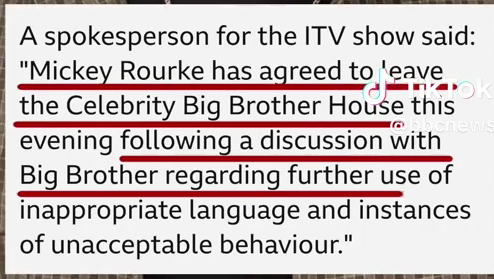 A spokesperson for the ITV show said:
"Mickey Rourke has agreed to leave
the Celebrity Big Brother House this
evening following a discussion with
Big Brother regarding further use of
inappropriate language and instances
of unacceptable behaviour."
TikTok
@bbcnews